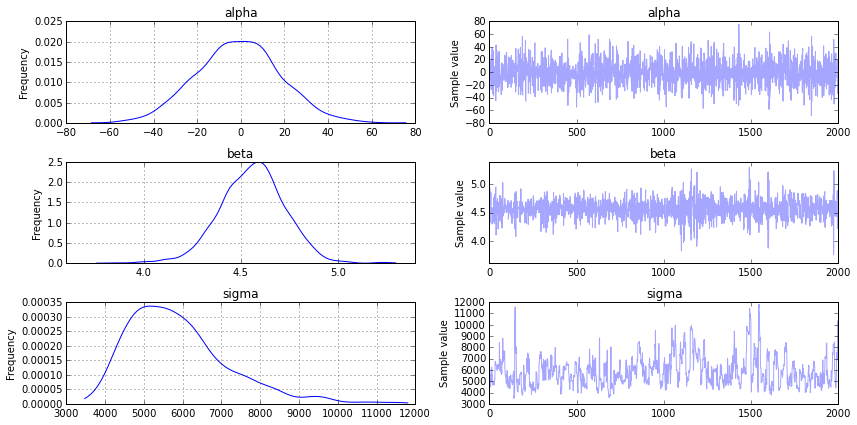 alpha
Frequency
0.025
0.020
0.015
0.010
0.005
0.000
−80 −60 −40 −20 0 20 40 60 80
alpha
Sample value
80
60
40
20
0
−20
−40
−60
−80
0 500 1000 1500 2000
beta
Frequency
2.5
2.0
1.5
1.0
0.5
0.0
4.0 4.5 5.0
beta
Sample value
5.0
4.5
4.0
0 500 1000 1500 2000
sigma
Frequency
0.00035
0.00030
0.00025
0.00020
0.00015
0.00010
0.00005
0.00000
3000 4000 5000 6000 7000 8000 9000 10000 11000 12000
sigma
Sample value
12000
11000
10000
9000
8000
7000
6000
5000
4000
3000
0 500 1000 1500 2000